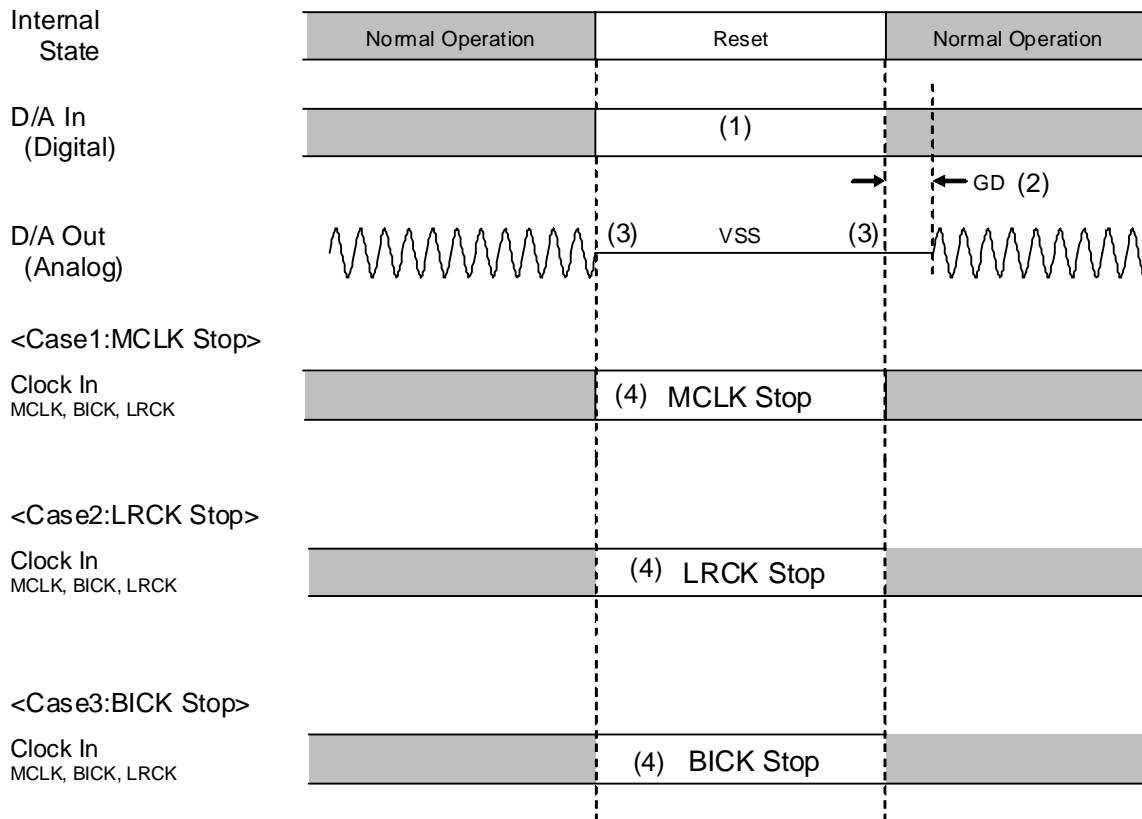 Internal
State
Normal Operation
Reset
Normal Operation
D/A In
(Digital)
(1)
GD (2)
D/A Out
(Analog)
(3)
VSS
(3)
<Case1:MCLK Stop>
Clock In
MCLK, BICK, LRCK
(4) MCLK Stop
<Case2:LRCK Stop>
Clock In
MCLK, BICK, LRCK
(4) LRCK Stop
<Case3:BICK Stop>
Clock In
MCLK, BICK, LRCK
(4) BICK Stop